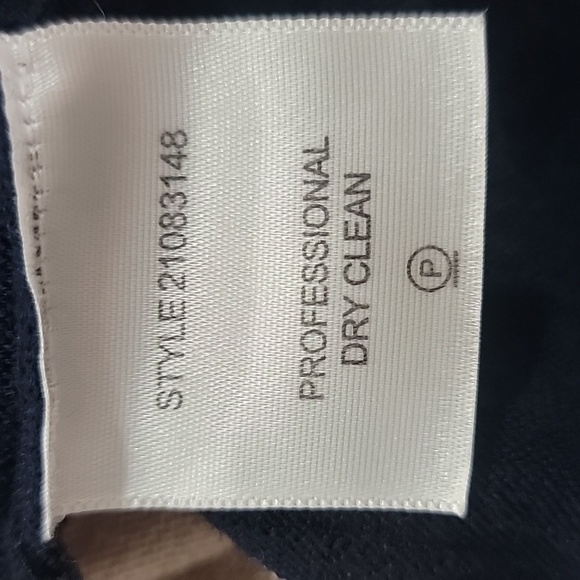 STYLE 21083148
PROFESSIONAL
DRY CLEAN
P